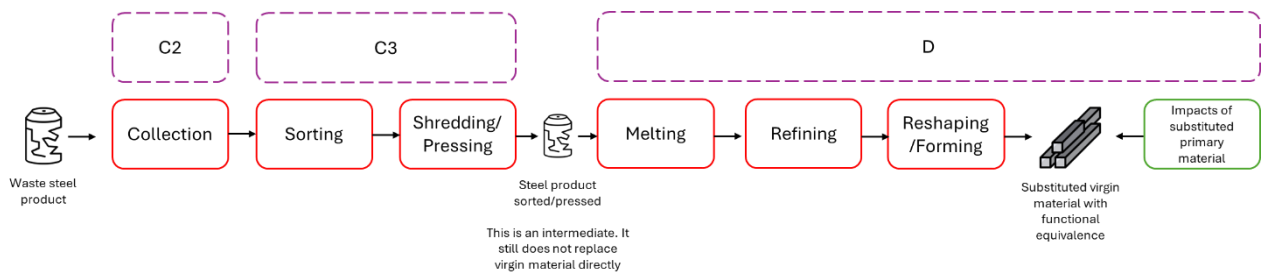 C2
C3
D
Collection
Sorting
Shredding/
Pressing
Melting
Refining
Reshaping
/Forming
Impacts of
substituted
primary
material
Waste steel
product
Steel product
sorted/pressed
This is an intermediate. It
still does not replace
virgin material directly
Substituted virgin
material with
functional
equivalence